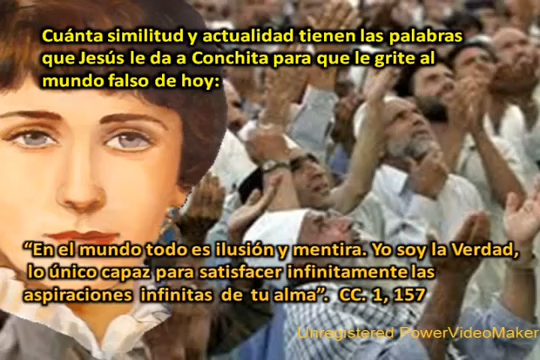 Cuánta similitud y actualidad tienen las palabras
que Jesús le da a Conchita para que le grite al
mundo falso de hoy:
“En el mundo todo es ilusión y mentira. Yo soy la Verdad,
lo único capaz para satisfacer infinitamente las
aspiraciones infinitas de tu alma”. CC. 1, 157
Unregistered PowerVideoMaker